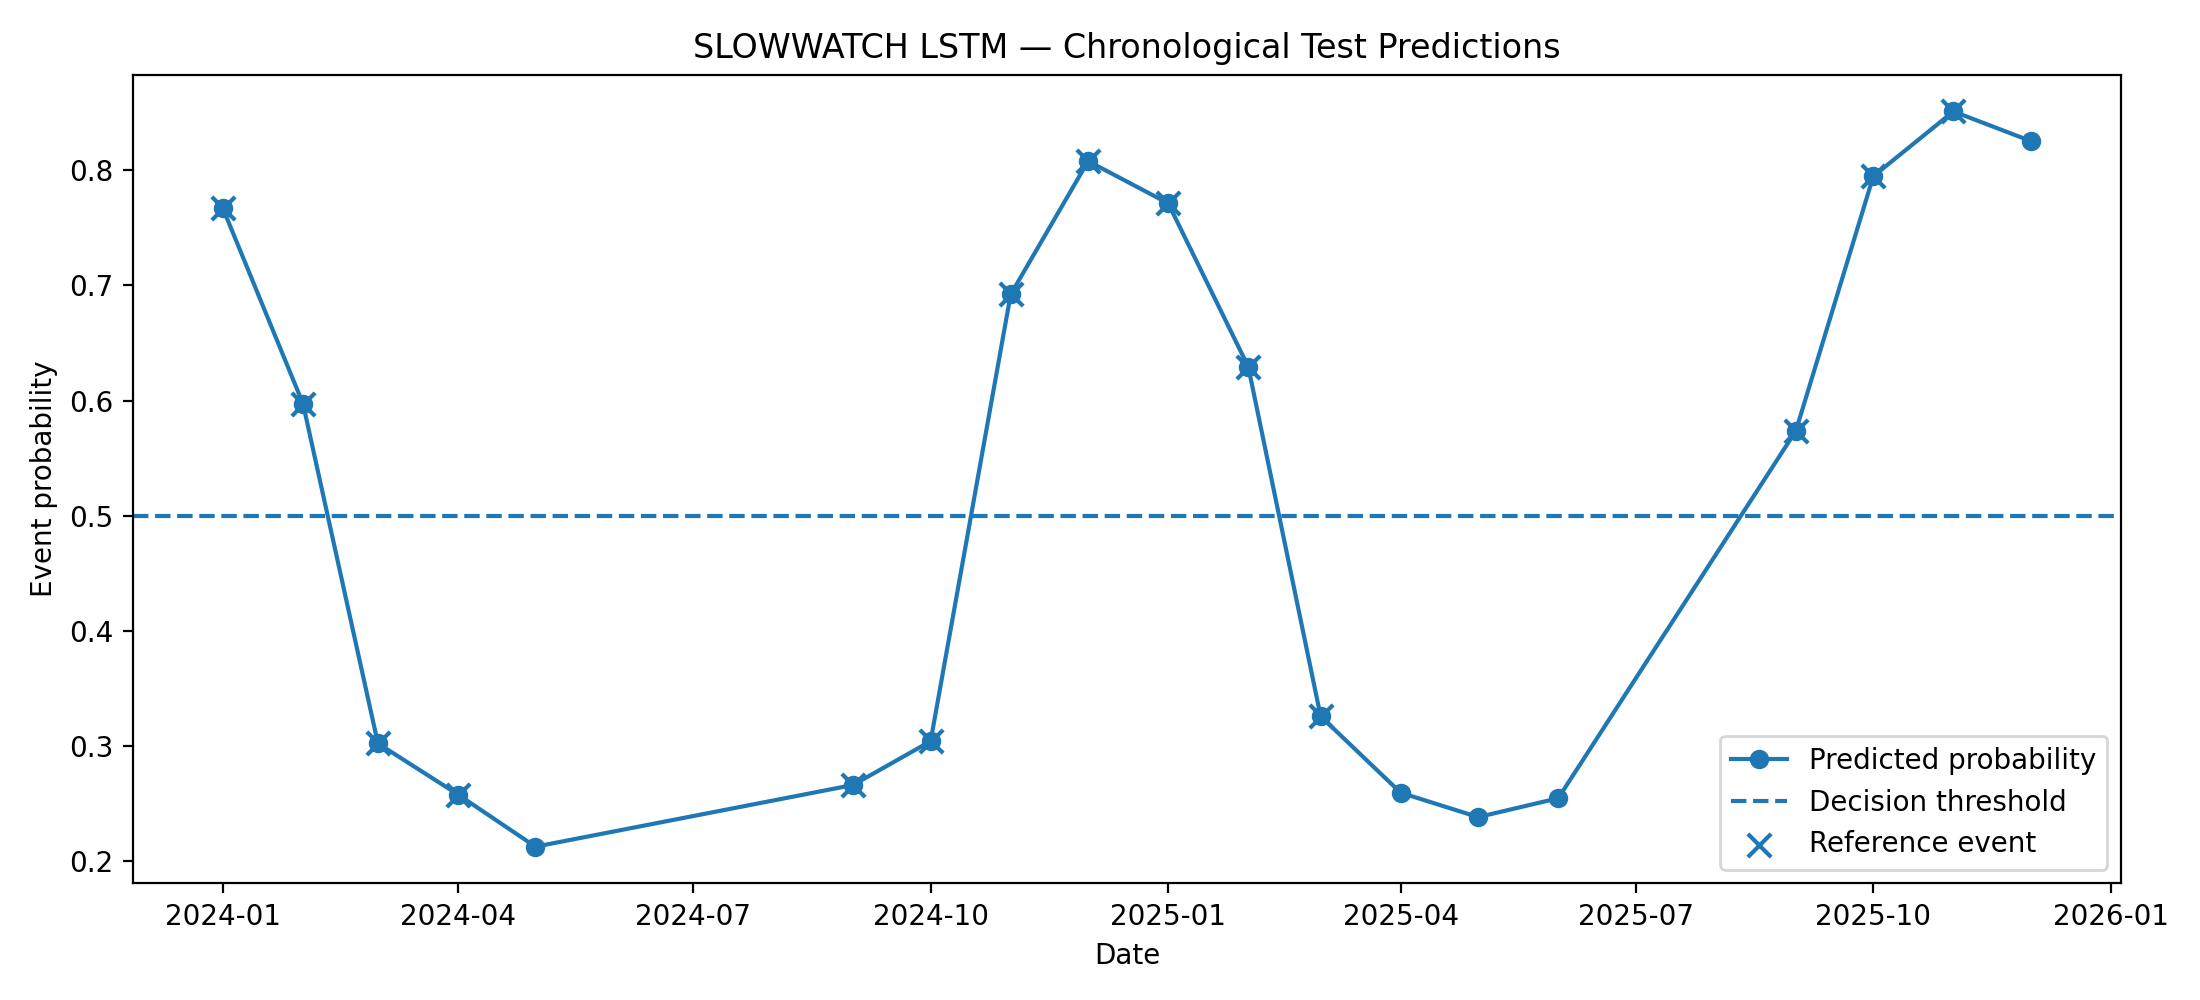 SLOWWATCH LSTM — Chronological Test Predictions
Event probability
0.8
0.7
0.6
0.5
0.4
0.3
0.2
Predicted probability
Decision threshold
Reference event
2024-01 2024-04 2024-07 2024-10 2025-01 2025-04 2025-07 2025-10 2026-01
Date